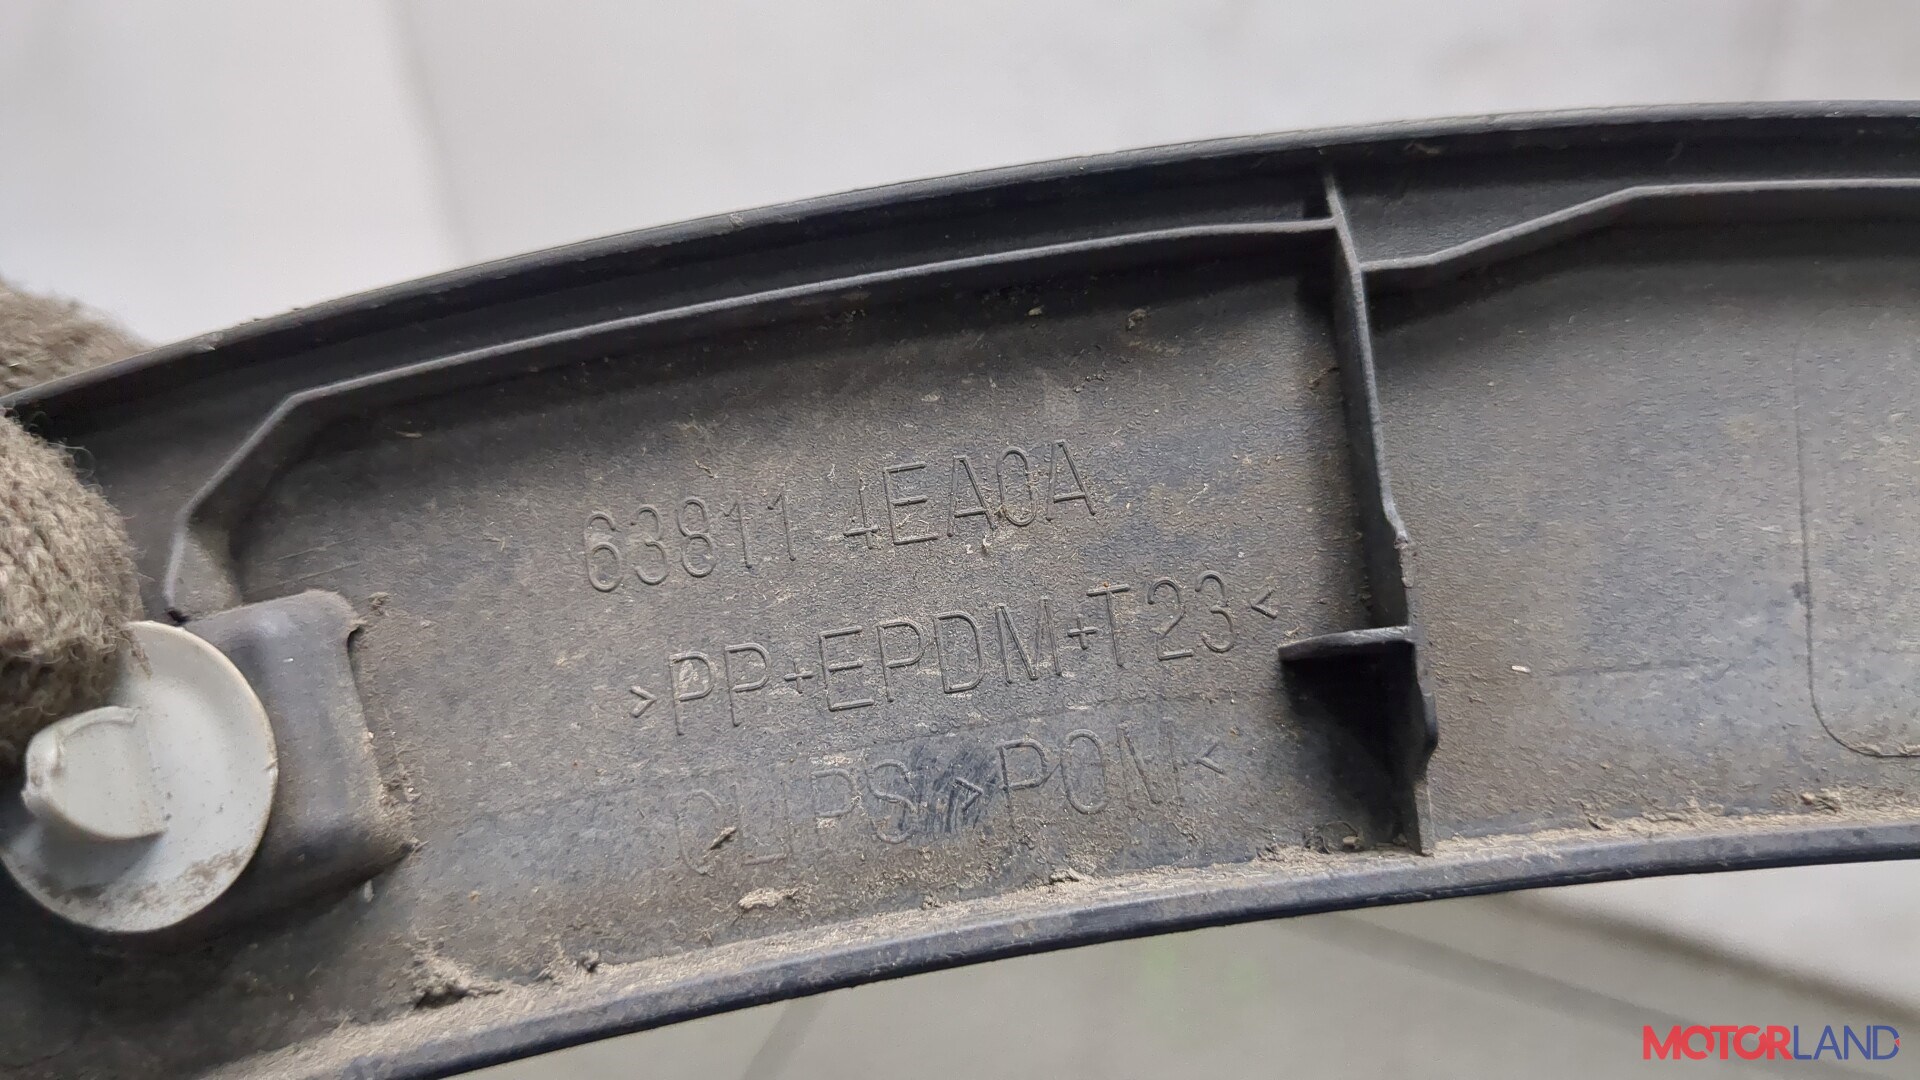 63811 4EA0A
>PP+EPDM+T23<
CLIPS >POM<
MOTORLAND